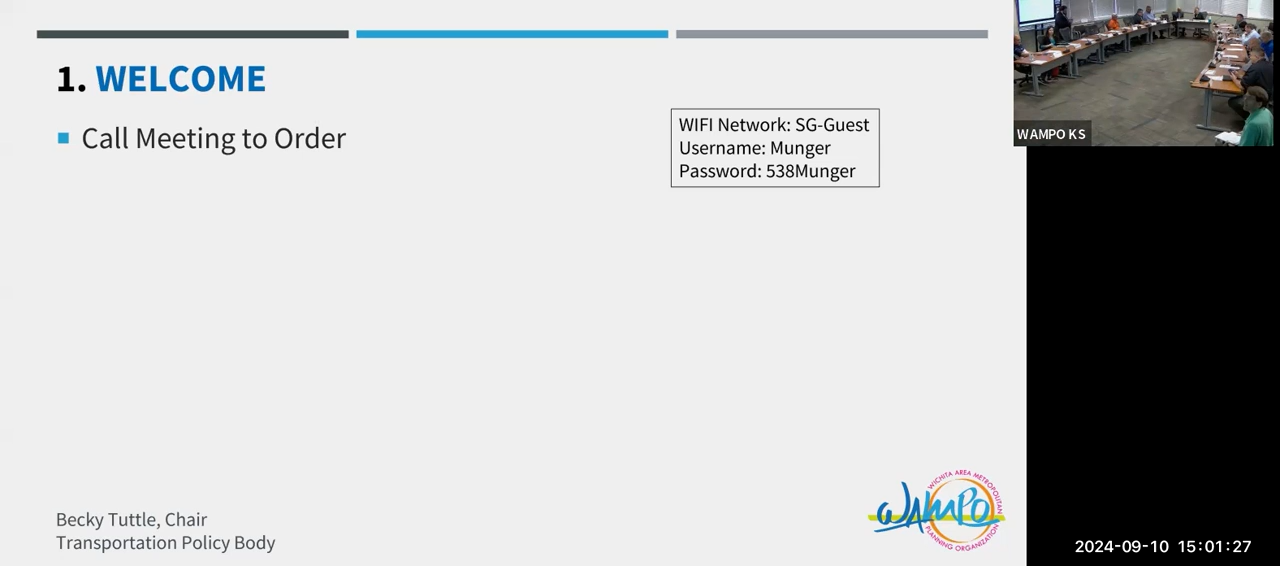 1. WELCOME
Call Meeting to Order
WIFI Network: SG-Guest
Username: Munger
Password: 538Munger
WAMPO KS
Becky Tuttle, Chair
Transportation Policy Body
WICHITA AREA METROPOLITAN
WAMPO
PLANNING ORGANIZATION
2024-09-10 15:01:27